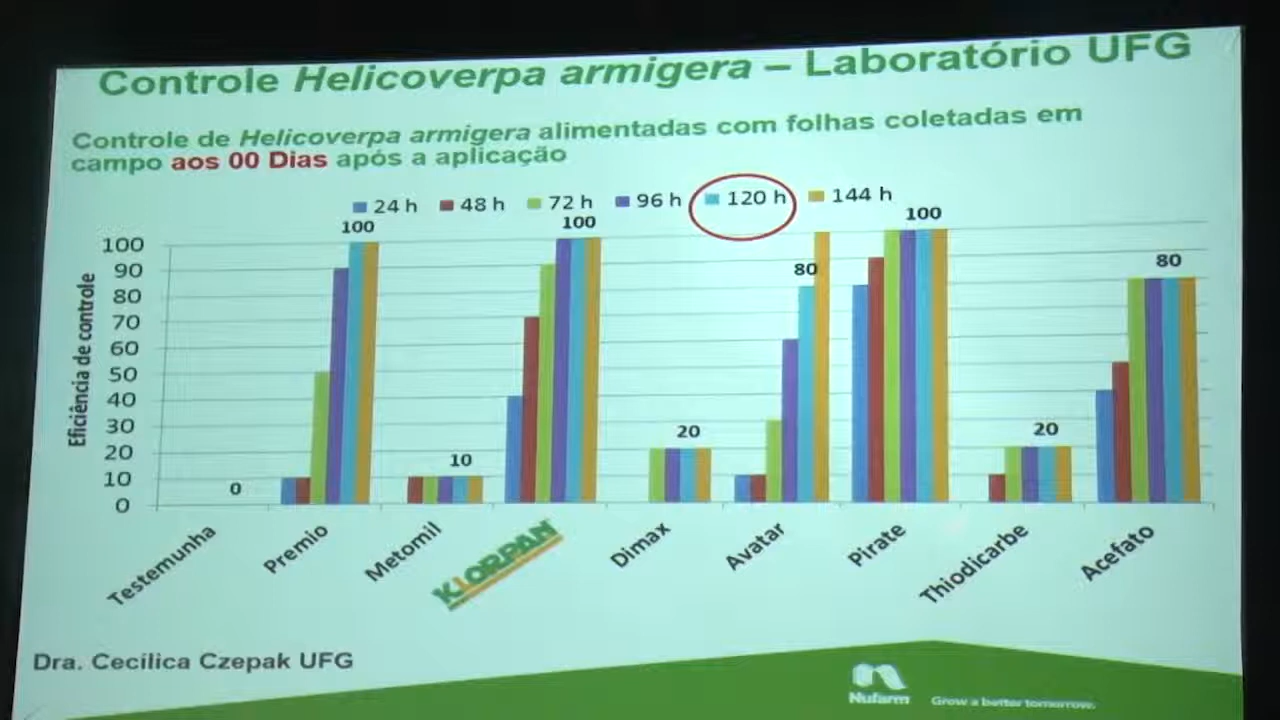 Controle Helicoverpa armigera – Laboratório UFG
Controle de Helicoverpa armigera alimentadas com folhas coletadas em
campo aos 00 Dias após a aplicação
24 h 48 h 72 h 96 h 120 h 144 h
100 100 100
80 80
20 20
10
0
Eficiência de controle
100
90
80
70
60
50
40
30
20
10
0
Testemunha Premio Metomil KLORPAN Dimax Avatar Pirate Thiodicarbe Acefato
Dra. Cecílica Czepak UFG
Nufarm
Grow a better tomorrow.